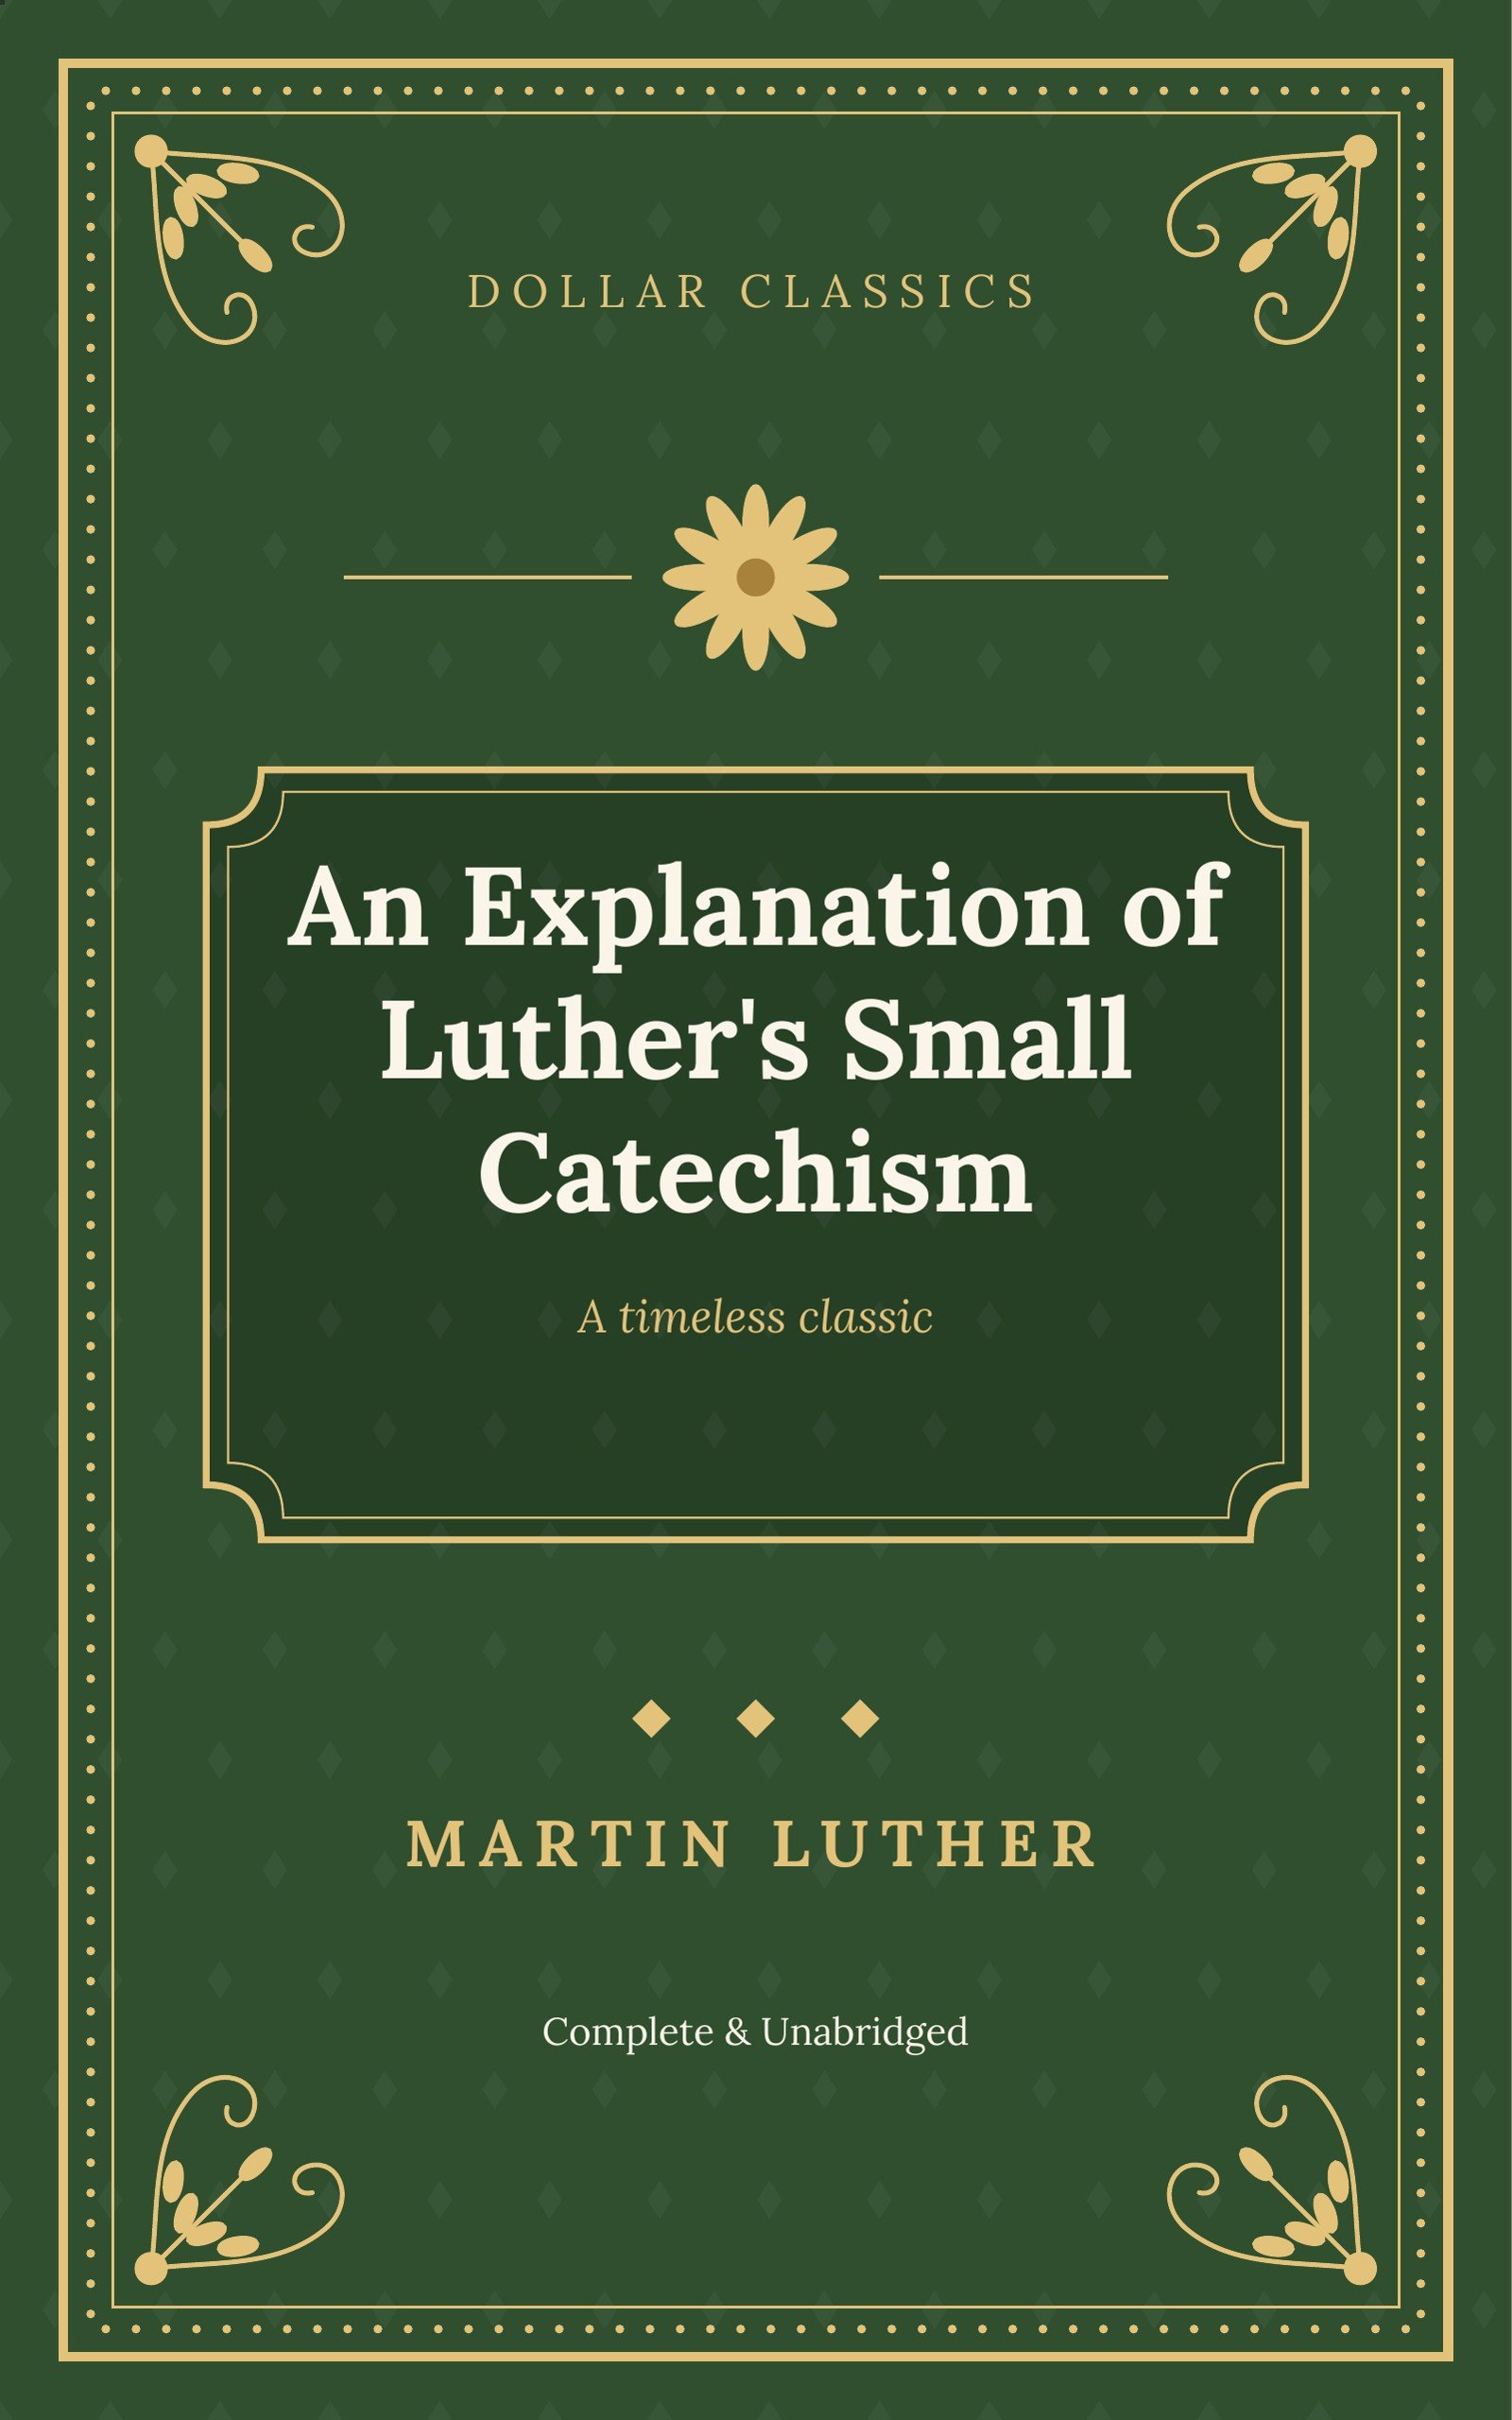 DOLLAR CLASSICS
An Explanation of
Luther's Small
Catechism
A timeless classic
MARTIN LUTHER
Complete & Unabridged